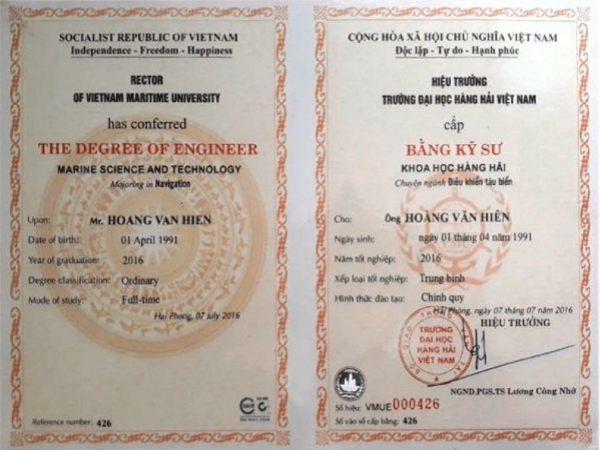 SOCIALIST REPUBLIC OF VIETNAM
Independence - Freedom - Happiness
RECTOR
OF VIETNAM MARITIME UNIVERSITY
has conferred
THE DEGREE OF ENGINEER
MARINE SCIENCE AND TECHNOLOGY
Majoring in Navigation
Upon: Mr. HOANG VAN HIEN
Date of birth: 01 April 1991
Year of graduation: 2016
Degree classification: Ordinary
Mode of study: Full-time
Hai Phong, 07 July 2016
Reference number: 426
CỘNG HÒA XÃ HỘI CHỦ NGHĨA VIỆT NAM
Độc lập - Tự do - Hạnh phúc
HIỆU TRƯỞNG
TRƯỜNG ĐẠI HỌC HÀNG HẢI VIỆT NAM
cấp
BẰNG KỸ SƯ
KHOA HỌC HÀNG HẢI
Chuyên ngành Điều khiển tàu biển
Cho: Ông HOÀNG VĂN HIÊN
Ngày sinh: ngày 01 tháng 04 năm 1991
Năm tốt nghiệp: 2016
Xếp loại tốt nghiệp: Trung bình
Hình thức đào tạo: Chính quy
Hải Phòng, ngày 07 tháng 07 năm 2016
HIỆU TRƯỞNG
TRƯỜNG
ĐẠI HỌC
HÀNG HẢI
VIỆT NAM
NGND.PGS.TS Lương Công Nhớ
Số hiệu: VMUE000426
Số vào sổ cấp bằng: 426